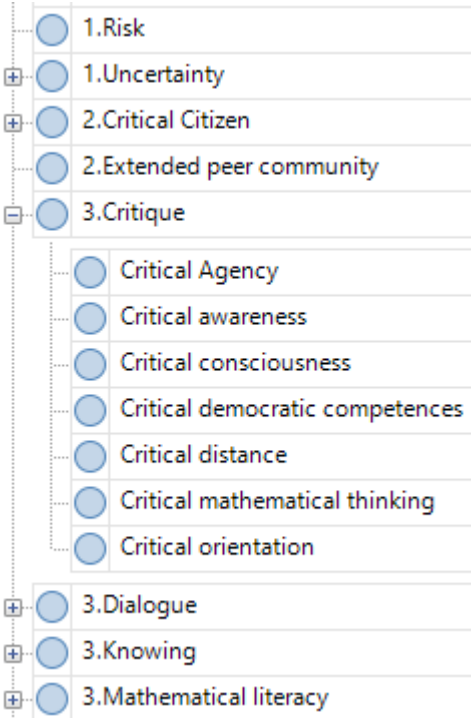 1.Risk
1.Uncertainty
2.Critical Citizen
2.Extended peer community
3.Critique
Critical Agency
Critical awareness
Critical consciousness
Critical democratic competences
Critical distance
Critical mathematical thinking
Critical orientation
3.Dialogue
3.Knowing
3.Mathematical literacy